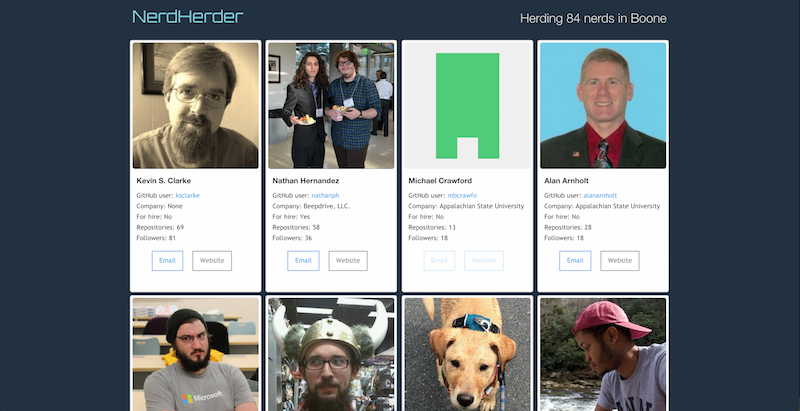 NerdHerder
Herding 84 nerds in Boone
Kevin S. Clarke
GitHub user: ksclarke
Company: None
For hire: No
Repositories: 69
Followers: 81
Email
Website
Nathan Hernandez
GitHub user: nathanph
Company: Beepdrive, LLC.
For hire: Yes
Repositories: 58
Followers: 36
Email
Website
Michael Crawford
GitHub user: mbcrawfo
Company: Appalachian State University
For hire: No
Repositories: 13
Followers: 18
Email
Website
Alan Arnholt
GitHub user: alanarnholt
Company: Appalachian State University
For hire: No
Repositories: 28
Followers: 18
Email
Website
Microsoft